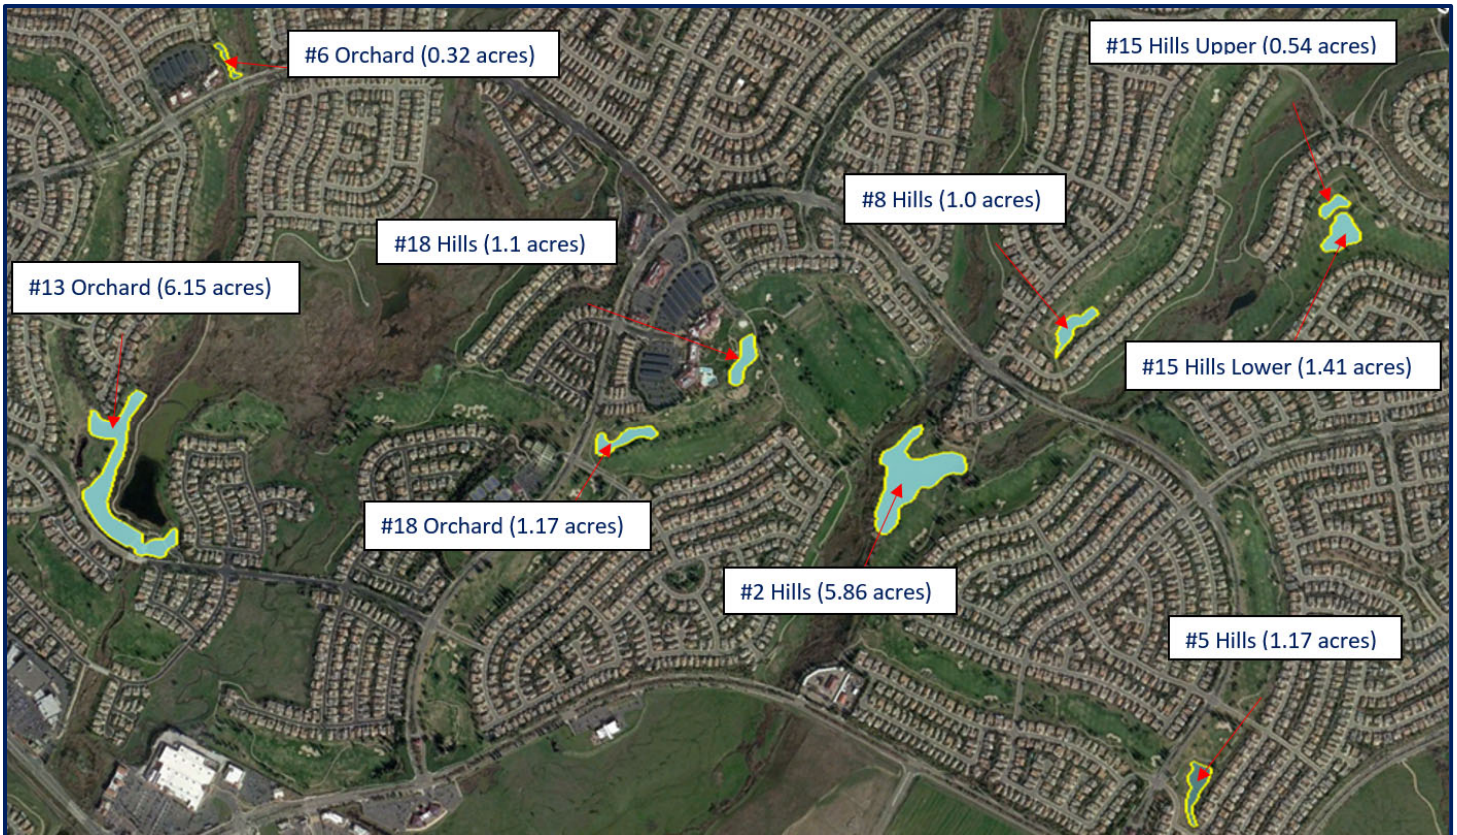 #6 Orchard (0.32 acres)
#15 Hills Upper (0.54 acres)
#8 Hills (1.0 acres)
#18 Hills (1.1 acres)
#13 Orchard (6.15 acres)
#15 Hills Lower (1.41 acres)
#18 Orchard (1.17 acres)
#2 Hills (5.86 acres)
#5 Hills (1.17 acres)